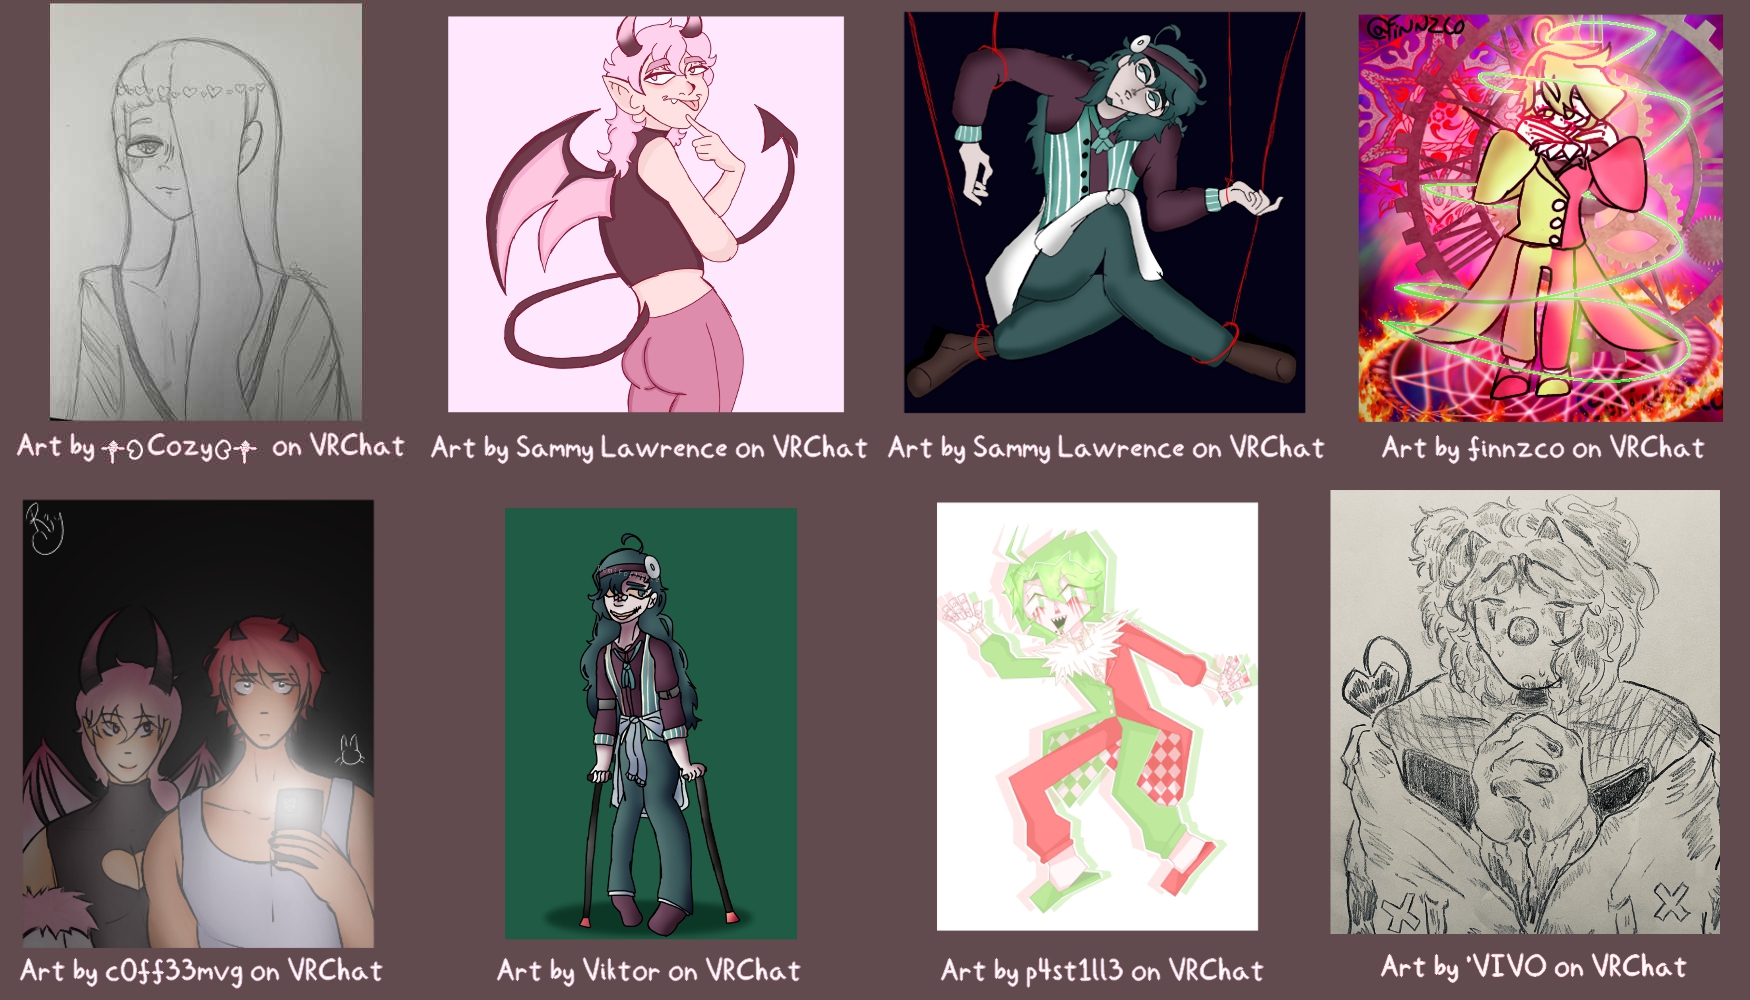 @finnzco
Art by ✢Ꭷ Cozy Ꮼ✢ on VRChat
Art by Sammy Lawrence on VRChat
Art by Sammy Lawrence on VRChat
Art by finnzco on VRChat
Art by c0ff33mvg on VRChat
Art by Viktor on VRChat
Art by p4st1ll3 on VRChat
Art by 'VIVO on VRChat